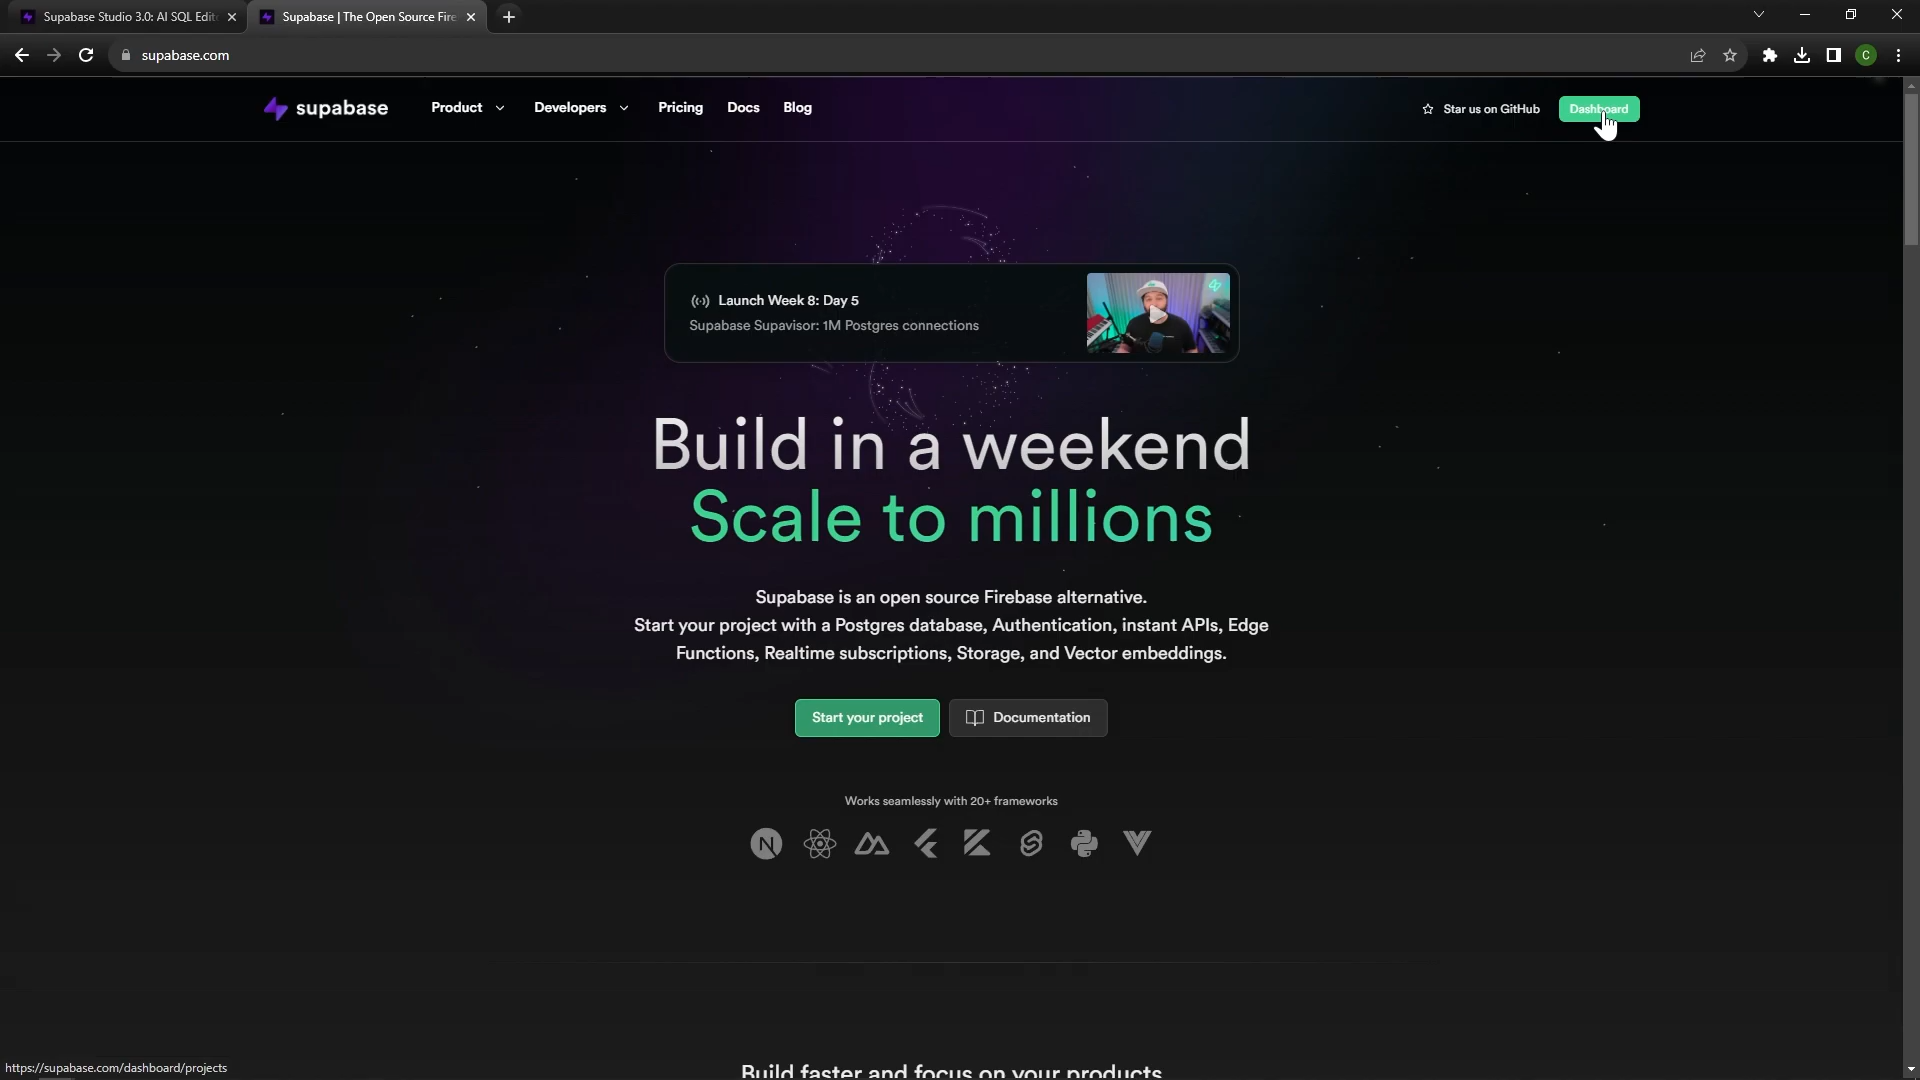 Supabase Studio 3.0: AI SQL Edit
Supabase | The Open Source Fire
supabase.com
C
supabase
Product
Developers
Pricing
Docs
Blog
Star us on GitHub
Dashboard
Launch Week 8: Day 5
Supabase Supavisor: 1M Postgres connections
Build in a weekend
Scale to millions
Supabase is an open source Firebase alternative.
Start your project with a Postgres database, Authentication, instant APIs, Edge
Functions, Realtime subscriptions, Storage, and Vector embeddings.
Start your project
Documentation
Works seamlessly with 20+ frameworks
N
Build faster and focus on your products
https://supabase.com/dashboard/projects